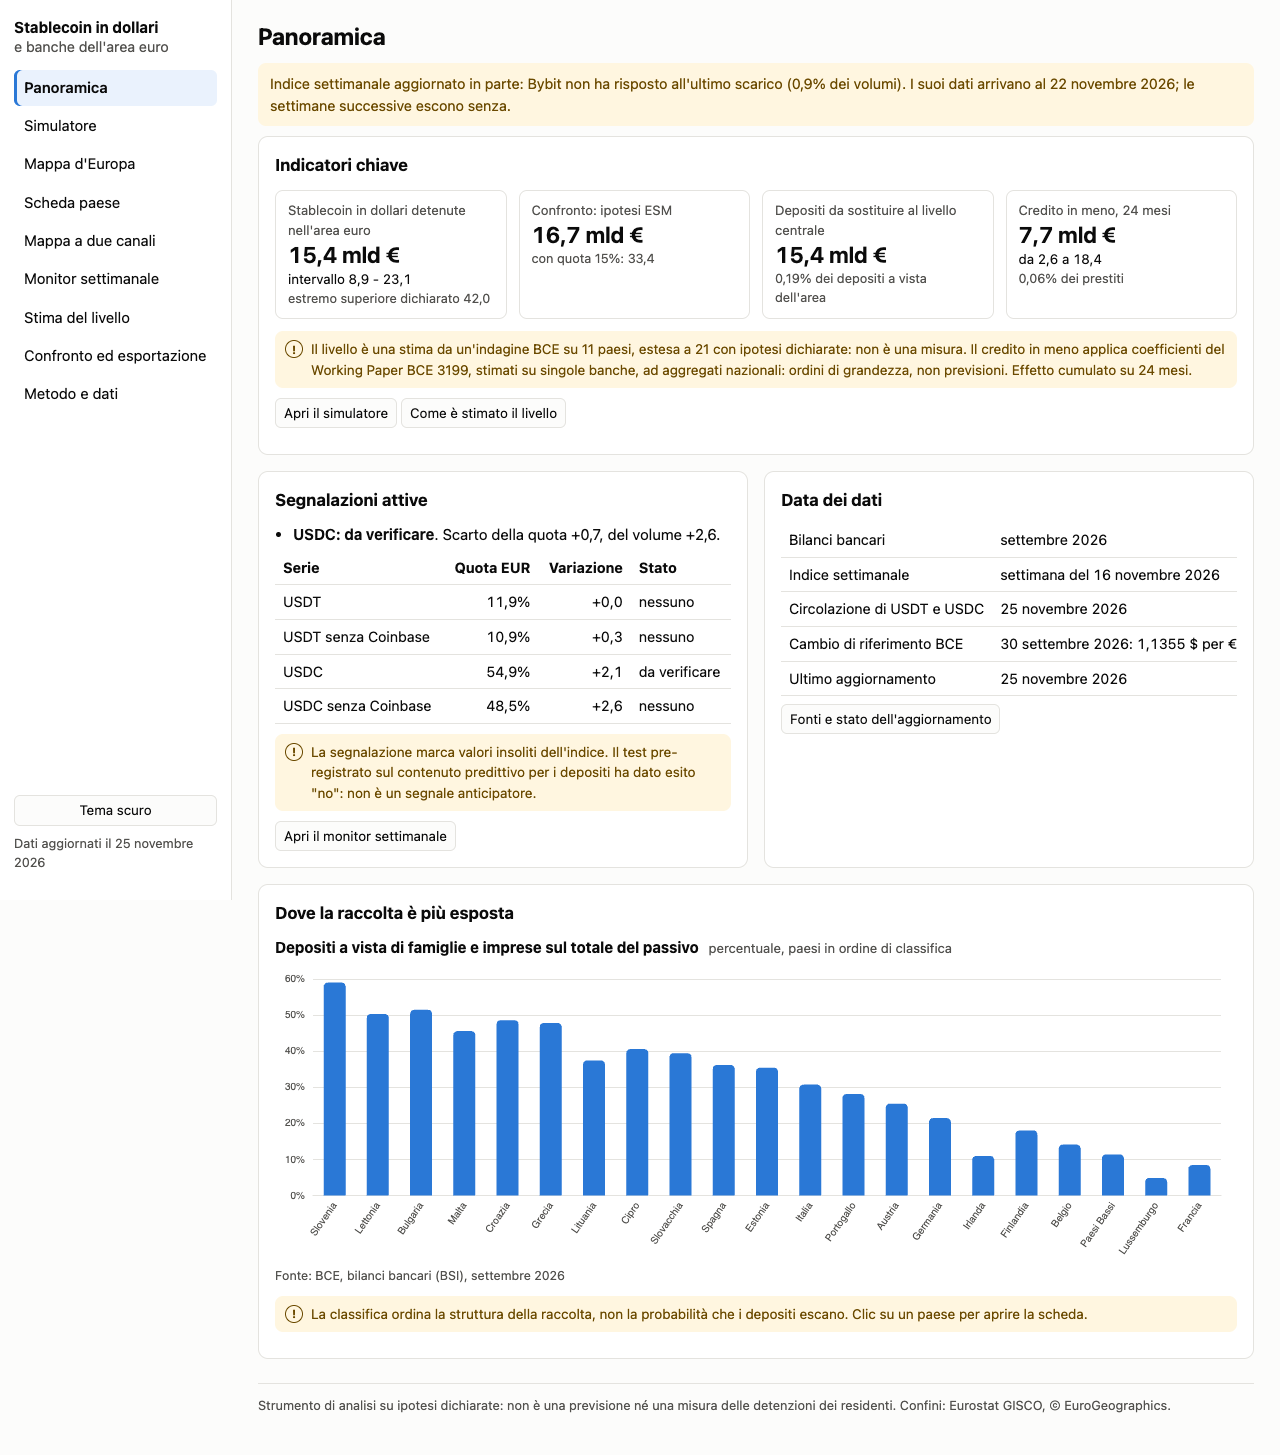 Stablecoin in dollari
e banche dell'area euro
Panoramica
Simulatore
Mappa d'Europa
Scheda paese
Mappa a due canali
Monitor settimanale
Stima del livello
Confronto ed esportazione
Metodo e dati
Tema scuro
Dati aggiornati il 25 novembre
2026
Panoramica
Indice settimanale aggiornato in parte: Bybit non ha risposto all'ultimo scarico (0,9% dei volumi). I suoi dati arrivano al 22 novembre 2026; le
settimane successive escono senza.
Indicatori chiave
Stablecoin in dollari detenute
nell'area euro
15,4 mld €
intervallo 8,9 - 23,1
estremo superiore dichiarato 42,0
Confronto: ipotesi ESM
16,7 mld €
con quota 15%: 33,4
Depositi da sostituire al livello
centrale
15,4 mld €
0,19% dei depositi a vista
dell'area
Credito in meno, 24 mesi
7,7 mld €
da 2,6 a 18,4
0,06% dei prestiti
Il livello è una stima da un'indagine BCE su 11 paesi, estesa a 21 con ipotesi dichiarate: non è una misura. Il credito in meno applica coefficienti del
Working Paper BCE 3199, stimati su singole banche, ad aggregati nazionali: ordini di grandezza, non previsioni. Effetto cumulato su 24 mesi.
Apri il simulatore
Come è stimato il livello
Segnalazioni attive
• USDC: da verificare. Scarto della quota +0,7, del volume +2,6.
Serie Quota EUR Variazione Stato
USDT 11,9% +0,0 nessuno
USDT senza Coinbase 10,9% +0,3 nessuno
USDC 54,9% +2,1 da verificare
USDC senza Coinbase 48,5% +2,6 nessuno
La segnalazione marca valori insoliti dell'indice. Il test pre-
registrato sul contenuto predittivo per i depositi ha dato esito
"no": non è un segnale anticipatore.
Apri il monitor settimanale
Data dei dati
Bilanci bancari settembre 2026
Indice settimanale settimana del 16 novembre 2026
Circolazione di USDT e USDC 25 novembre 2026
Cambio di riferimento BCE 30 settembre 2026: 1,1355 $ per €
Ultimo aggiornamento 25 novembre 2026
Fonti e stato dell'aggiornamento
Dove la raccolta è più esposta
Depositi a vista di famiglie e imprese sul totale del passivo percentuale, paesi in ordine di classifica
60%
50%
40%
30%
20%
10%
0%
Slovenia
Lettonia
Bulgaria
Malta
Croazia
Grecia
Lituania
Cipro
Slovacchia
Spagna
Estonia
Italia
Portogallo
Austria
Germania
Irlanda
Finlandia
Belgio
Paesi Bassi
Lussemburgo
Francia
Fonte: BCE, bilanci bancari (BSI), settembre 2026
La classifica ordina la struttura della raccolta, non la probabilità che i depositi escano. Clic su un paese per aprire la scheda.
Strumento di analisi su ipotesi dichiarate: non è una previsione né una misura delle detenzioni dei residenti. Confini: Eurostat GISCO, © EuroGeographics.